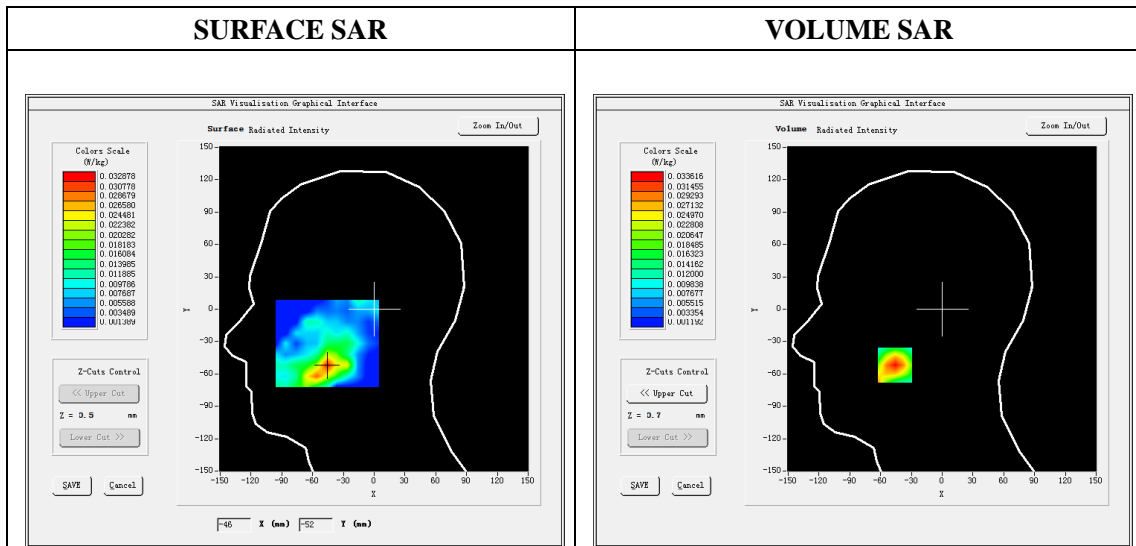 SURFACE SAR
VOLUME SAR
SAR Visualisation Graphical Interface
Surface Radiated Intensity
Zoom In/Out
Colors Scale
(W/kg)
0.032878
0.030778
0.028679
0.026580
0.024481
0.022382
0.020282
0.018183
0.016084
0.013985
0.011885
0.009786
0.007687
0.005588
0.003489
0.001389
Z-Cuts Control
<< Upper Cut
Z = 0.5 mm
Lower Cut >>
SAVE
Cancel
150
120
90
60
30
0
-30
-60
-90
-120
-150
Y
-150 -120 -90 -60 -30 0 30 60 90 120 150
X
-46 X (mm) -52 Y (mm)
SAR Visualisation Graphical Interface
Volume Radiated Intensity
Zoom In/Out
Colors Scale
(W/kg)
0.033616
0.031455
0.029293
0.027132
0.024970
0.022808
0.020647
0.018485
0.016323
0.014162
0.012000
0.009838
0.007677
0.005515
0.003354
0.001192
Z-Cuts Control
<< Upper Cut
Z = 0.7 mm
Lower Cut >>
SAVE
Cancel
150
120
90
60
30
0
-30
-60
-90
-120
-150
Y
-150 -120 -90 -60 -30 0 30 60 90 120 150
X